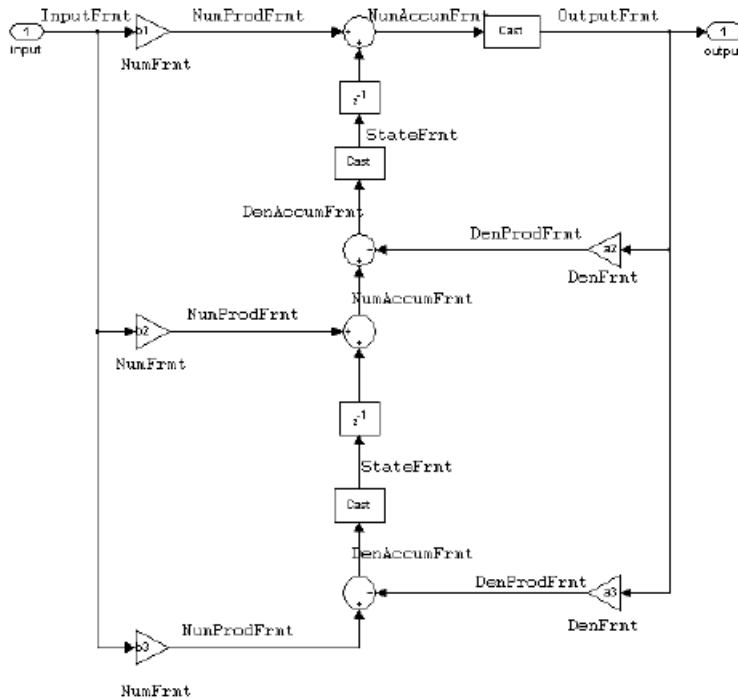 InputFrmt
NumProdFrmt
NumAccumFrmt
OutputFrmt
1
b1
Cast
1
input
output
NumFrmt
z-1
StateFrmt
Cast
DenAccumFrmt
DenProdFrmt
a2
DenFrmt
NumAccumFrmt
NumProdFrmt
b2
NumFrmt
z-1
StateFrmt
Cast
DenAccumFrmt
DenProdFrmt
a3
DenFrmt
NumProdFrmt
b3
NumFrmt